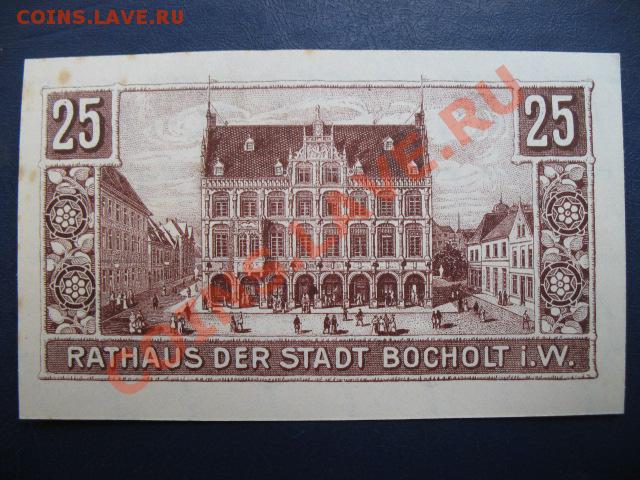 COINS.LAVE.RU
25 25
COINS.LAVE.RU
RATHAUS DER STADT BOCHOLT i.W.